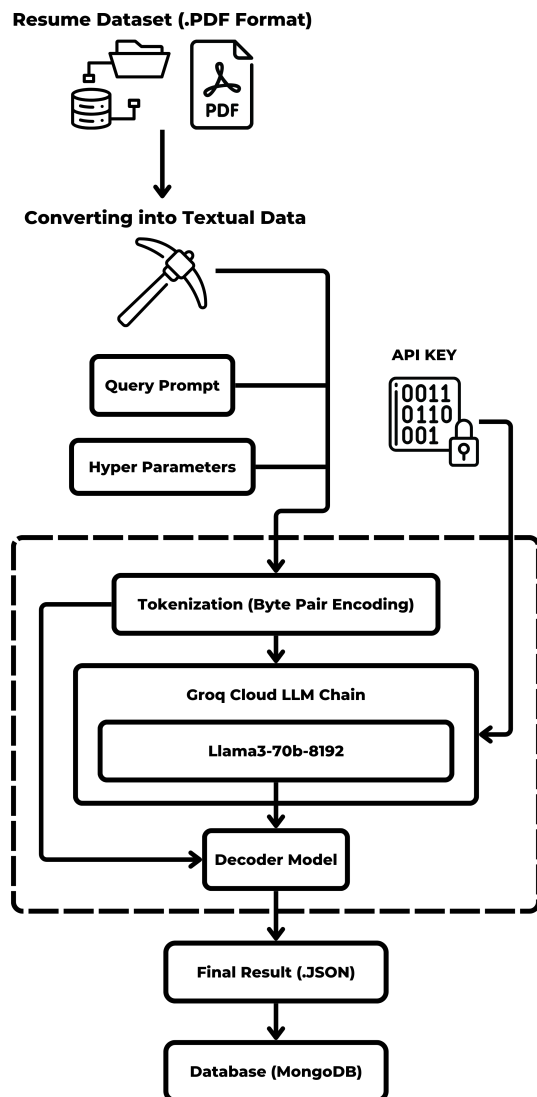 Resume Dataset (.PDF Format)
PDF
Converting into Textual Data
Query Prompt
API KEY
0011
0110
001
Hyper Parameters
Tokenization (Byte Pair Encoding)
Groq Cloud LLM Chain
Llama3-70b-8192
Decoder Model
Final Result (.JSON)
Database (MongoDB)